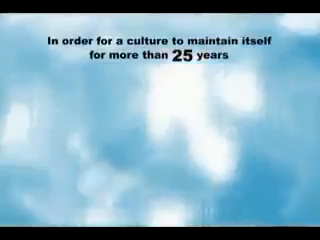 In order for a culture to maintain itself
for more than 25 years